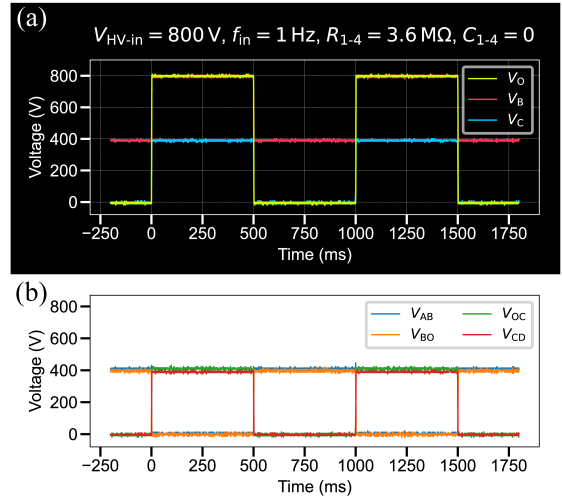 (a)
V_HV-in = 800 V, f_in = 1 Hz, R_1-4 = 3.6 MΩ, C_1-4 = 0
800
600
400
200
0
Voltage (V)
V_O
V_B
V_C
−250 0 250 500 750 1000 1250 1500 1750
Time (ms)
(b)
800
600
400
200
0
Voltage (V)
V_AB V_OC
V_BO V_CD
−250 0 250 500 750 1000 1250 1500 1750
Time (ms)